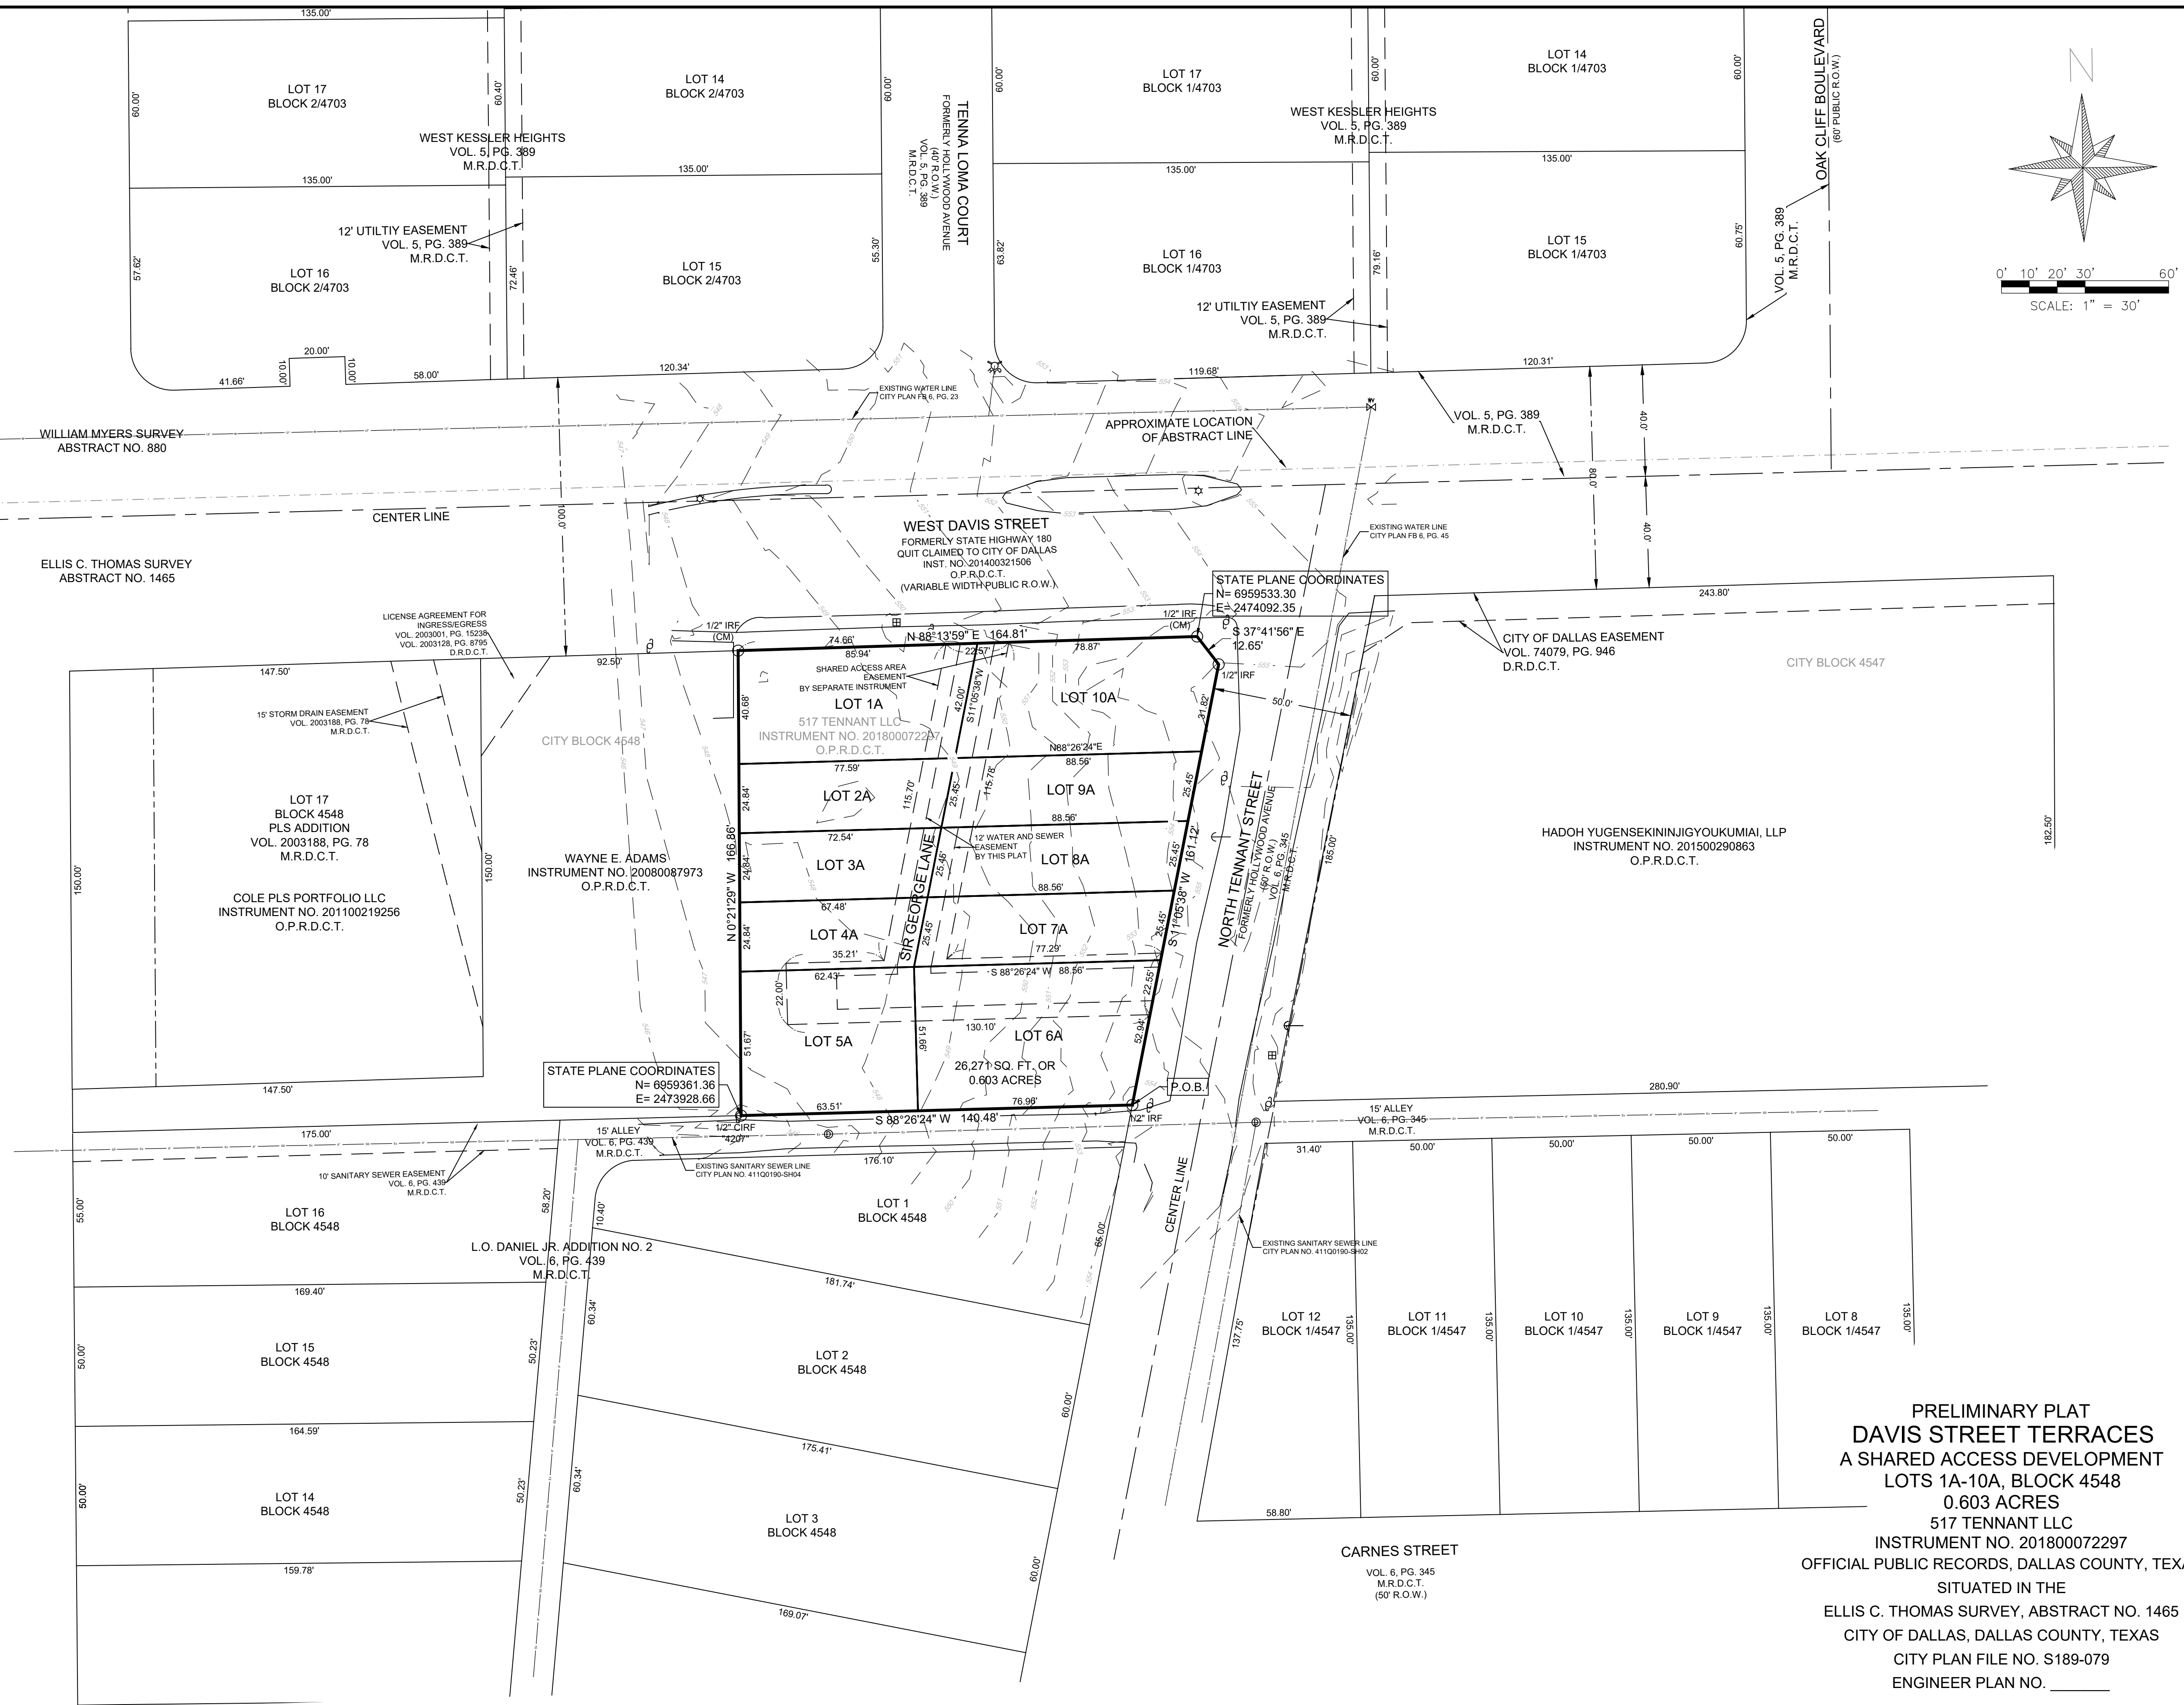 135.00'
LOT 17
BLOCK 2/4703
60.00'
60.40'
LOT 14
BLOCK 2/4703
60.00'
WEST KESSLER HEIGHTS
VOL. 5, PG. 389
M.R.D.C.T.
135.00'
135.00'
TENNA LOMA COURT
FORMERLY HOLLYWOOD AVENUE
(40' R.O.W.)
VOL. 5, PG. 389
M.R.D.C.T.
60.00'
LOT 17
BLOCK 1/4703
60.00'
LOT 14
BLOCK 1/4703
60.00'
WEST KESSLER HEIGHTS
VOL. 5, PG. 389
M.R.D.C.T.
135.00'
135.00'
OAK CLIFF BOULEVARD
(60' PUBLIC R.O.W.)
VOL. 5, PG. 389
M.R.D.C.T.
N
0' 10' 20' 30' 60'
SCALE: 1" = 30'
12' UTILTIY EASEMENT
VOL. 5, PG. 389
M.R.D.C.T.
57.62'
LOT 16
BLOCK 2/4703
72.46'
LOT 15
BLOCK 2/4703
55.30'
63.82'
LOT 16
BLOCK 1/4703
79.16'
LOT 15
BLOCK 1/4703
60.75'
12' UTILTIY EASEMENT
VOL. 5, PG. 389
M.R.D.C.T.
41.66'
10.00'
20.00'
10.00'
58.00'
120.34'
119.68'
120.31'
EXISTING WATER LINE
CITY PLAN FB 6, PG. 23
WILLIAM MYERS SURVEY
ABSTRACT NO. 880
APPROXIMATE LOCATION
OF ABSTRACT LINE
VOL. 5, PG. 389
M.R.D.C.T.
40.0'
80.0'
40.0'
100.0'
CENTER LINE
WEST DAVIS STREET
FORMERLY STATE HIGHWAY 180
QUIT CLAIMED TO CITY OF DALLAS
INST. NO. 201400321506
O.P.R.D.C.T.
(VARIABLE WIDTH PUBLIC R.O.W.)
EXISTING WATER LINE
CITY PLAN FB 6, PG. 45
ELLIS C. THOMAS SURVEY
ABSTRACT NO. 1465
STATE PLANE COORDINATES
N= 6959533.30
E= 2474092.35
LICENSE AGREEMENT FOR
INGRESS/EGRESS
VOL. 2003001, PG. 15238
VOL. 2003128, PG. 8795
D.R.D.C.T.
1/2" IRF
(CM)
1/2" IRF
(CM)
S 37°41'56" E
12.65'
1/2" IRF
243.80'
CITY OF DALLAS EASEMENT
VOL. 74079, PG. 946
D.R.D.C.T.
CITY BLOCK 4547
147.50'
92.50'
74.66'
N 88°13'59" E 164.81'
85.94'
22.57'
78.87'
SHARED ACCESS AREA
EASEMENT
BY SEPARATE INSTRUMENT
15' STORM DRAIN EASEMENT
VOL. 2003188, PG. 78
M.R.D.C.T.
CITY BLOCK 4548
40.68'
LOT 1A
517 TENNANT LLC
INSTRUMENT NO. 201800072297
O.P.R.D.C.T.
42.00'
S11°05'38"W
LOT 10A
31.82'
50.0'
N88°26'24"E
77.59'
88.56'
LOT 2A
24.84'
115.70'
25.45'
115.78'
LOT 9A
25.45'
72.54'
88.56'
12' WATER AND SEWER
EASEMENT
BY THIS PLAT
LOT 3A
24.84'
25.45'
LOT 8A
25.45'
67.48'
88.56'
LOT 4A
24.84'
25.45'
LOT 7A
25.45'
35.21'
77.29'
62.43'
S 88°26'24" W 88.56'
N 0°21'29" W 166.86'
SIR GEORGE LANE
S 11°05'38" W 161.12'
22.00'
22.55'
130.10'
LOT 5A
51.67'
51.66'
LOT 6A
52.94'
26,271 SQ. FT. OR
0.603 ACRES
NORTH TENNANT STREET
FORMERLY HOLLYWOOD AVENUE
(50' R.O.W.)
VOL. 6, PG. 345
M.R.D.C.T.
185.00'
HADOH YUGENSEKININJIGYOUKUMIAI, LLP
INSTRUMENT NO. 201500290863
O.P.R.D.C.T.
182.50'
LOT 17
BLOCK 4548
PLS ADDITION
VOL. 2003188, PG. 78
M.R.D.C.T.
COLE PLS PORTFOLIO LLC
INSTRUMENT NO. 201100219256
O.P.R.D.C.T.
150.00'
150.00'
WAYNE E. ADAMS
INSTRUMENT NO. 20080087973
O.P.R.D.C.T.
147.50'
STATE PLANE COORDINATES
N= 6959361.36
E= 2473928.66
P.O.B.
1/2" IRF
63.51'
76.96'
S 88°26'24" W 140.48'
1/2" CIRF
"4207"
280.90'
15' ALLEY
VOL. 6, PG. 345
M.R.D.C.T.
175.00'
15' ALLEY
VOL. 6, PG. 439
M.R.D.C.T.
EXISTING SANITARY SEWER LINE
CITY PLAN NO. 411Q0190-SH04
176.10'
31.40'
50.00'
50.00'
50.00'
50.00'
10' SANITARY SEWER EASEMENT
VOL. 6, PG. 439
M.R.D.C.T.
55.00'
LOT 16
BLOCK 4548
58.20'
10.40'
LOT 1
BLOCK 4548
65.00'
CENTER LINE
EXISTING SANITARY SEWER LINE
CITY PLAN NO. 411Q0190-SH02
L.O. DANIEL JR. ADDITION NO. 2
VOL. 6, PG. 439
M.R.D.C.T.
169.40'
181.74'
50.00'
LOT 15
BLOCK 4548
50.23'
60.34'
LOT 2
BLOCK 4548
60.00'
137.75'
LOT 12
BLOCK 1/4547
135.00'
LOT 11
BLOCK 1/4547
135.00'
LOT 10
BLOCK 1/4547
135.00'
LOT 9
BLOCK 1/4547
135.00'
LOT 8
BLOCK 1/4547
135.00'
164.59'
175.41'
50.00'
LOT 14
BLOCK 4548
50.23'
60.34'
LOT 3
BLOCK 4548
60.00'
58.80'
159.78'
169.07'
CARNES STREET
VOL. 6, PG. 345
M.R.D.C.T.
(50' R.O.W.)
PRELIMINARY PLAT
DAVIS STREET TERRACES
A SHARED ACCESS DEVELOPMENT
LOTS 1A-10A, BLOCK 4548
0.603 ACRES
517 TENNANT LLC
INSTRUMENT NO. 201800072297
OFFICIAL PUBLIC RECORDS, DALLAS COUNTY, TEXA
SITUATED IN THE
ELLIS C. THOMAS SURVEY, ABSTRACT NO. 1465
CITY OF DALLAS, DALLAS COUNTY, TEXAS
CITY PLAN FILE NO. S189-079
ENGINEER PLAN NO. _______